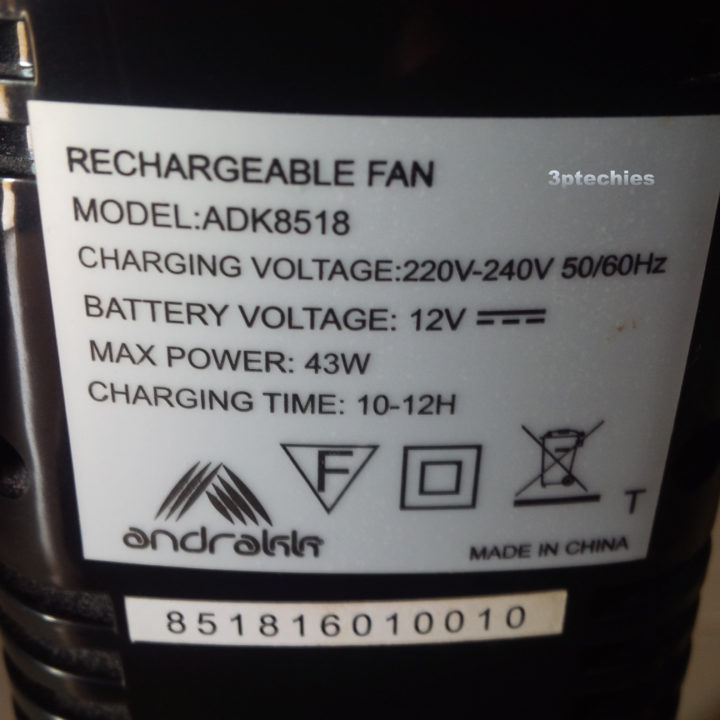 RECHARGEABLE FAN
3ptechies
MODEL:ADK8518
CHARGING VOLTAGE:220V-240V 50/60Hz
BATTERY VOLTAGE: 12V
MAX POWER: 43W
CHARGING TIME: 10-12H
F
T
andrakk
MADE IN CHINA
851816010010